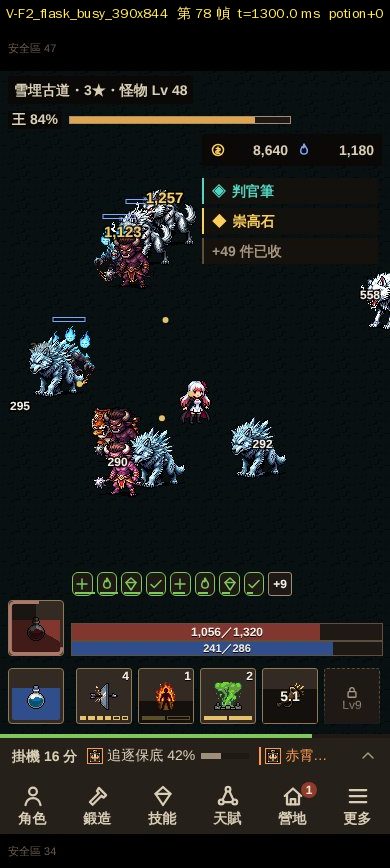 V-F2_flask_busy_390x844 第 78 幀 t=1300.0 ms potion+0
安全區 47
雪埋古道・3★・怪物 Lv 48
王 84%
8,640 1,180
判官筆
崇高石
+49 件已收
1,257
1,123
558
295
290
292
+9
1,056／1,320
241／286
4
1
2
5.1
Lv9
掛機 16 分 追逐保底 42% 赤霄…
1
角色 鍛造 技能 天賦 營地 更多
安全區 34